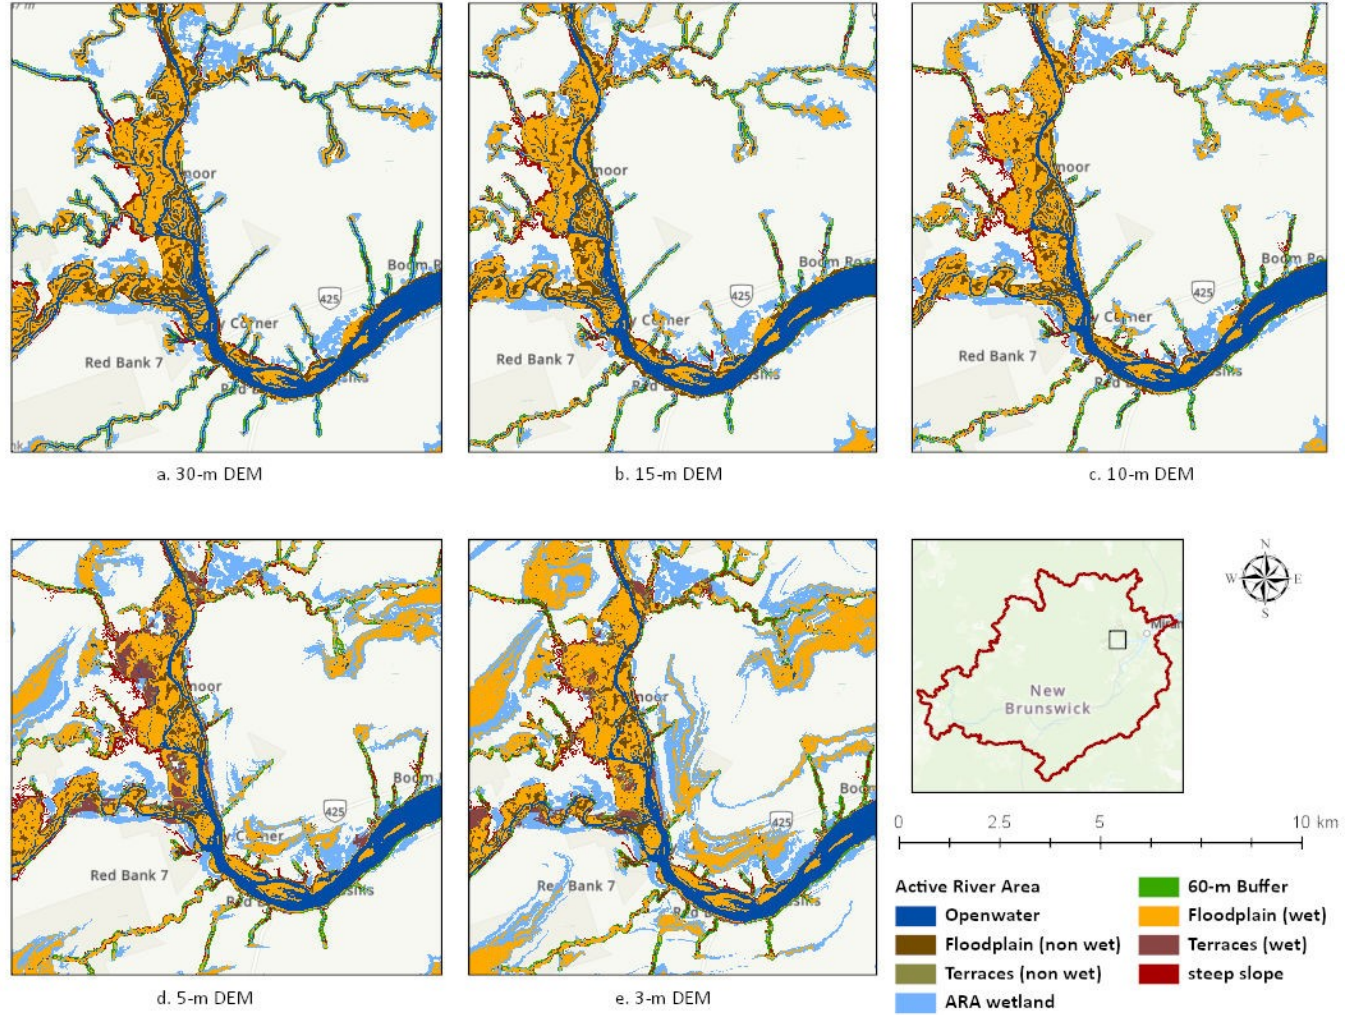 moor
Boom R
425
y Corner
Red Bank 7
Red B
a. 30-m DEM
moor
Boom Ros
425
Corner
Red Bank 7
b. 15-m DEM
moor
Boom Ro
425
y Corner
Red Bank 7
c. 10-m DEM
moor
Boom
425
Red Bank 7
d. 5-m DEM
moor
Boo
425
Red Bank 7
e. 3-m DEM
N
W E
S
New
Brunswick
0 2.5 5 10 km
Active River Area
Openwater
Floodplain (non wet)
Terraces (non wet)
ARA wetland
60-m Buffer
Floodplain (wet)
Terraces (wet)
steep slope